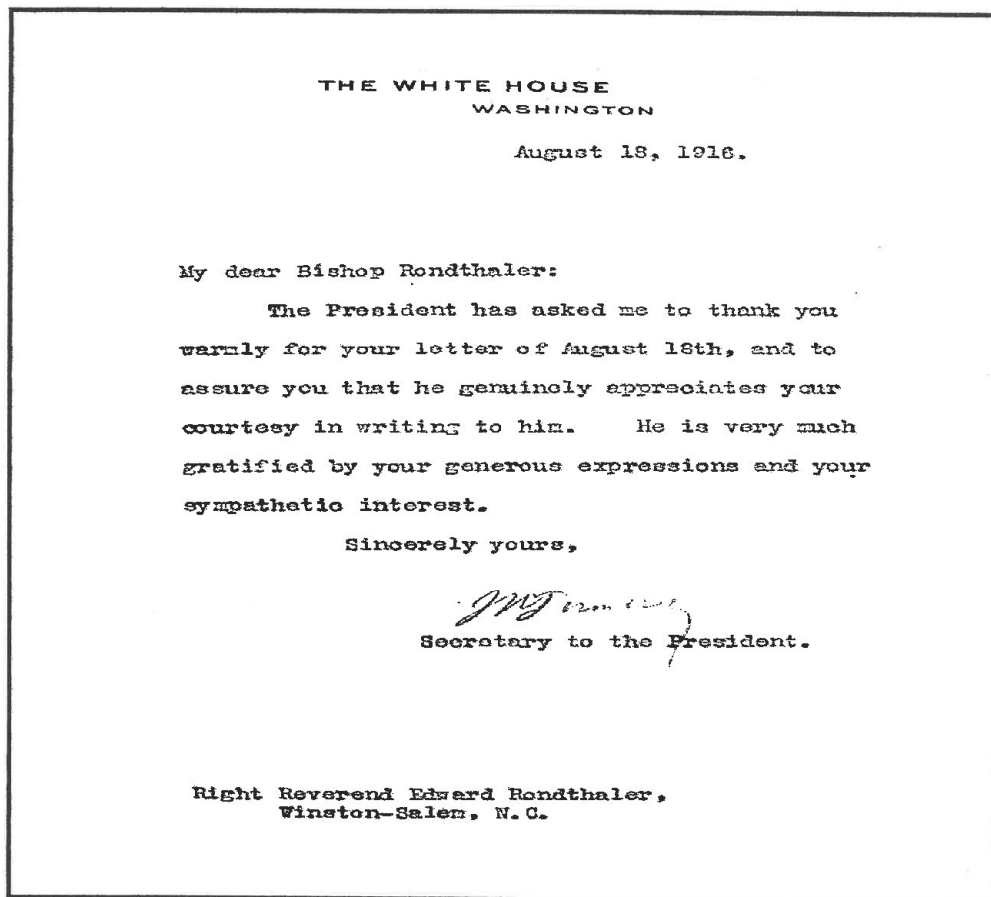 THE WHITE HOUSE
WASHINGTON
August 18, 1916.
My dear Bishop Rondthaler:
The President has asked me to thank you
warmly for your letter of August 18th, and to
assure you that he genuinely appreciates your
courtesy in writing to him. He is very much
gratified by your generous expressions and your
sympathetic interest.
Sincerely yours,
Secretary to the President.
Right Reverend Edward Rondthaler,
Winston-Salem, N.C.